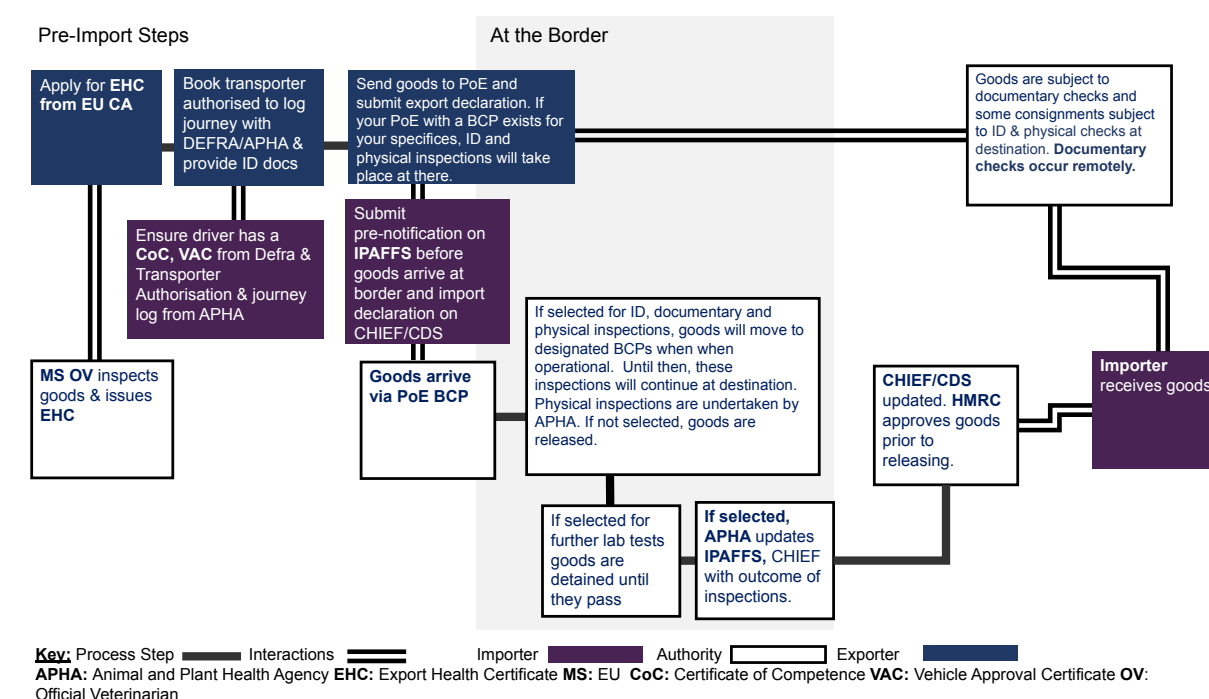 Pre-Import Steps
At the Border
Apply for EHC
from EU CA
Book transporter
authorised to log
journey with
DEFRA/APHA &
provide ID docs
Send goods to PoE and
submit export declaration. If
your PoE with a BCP exists for
your specifices, ID and
physical inspections will take
place at there.
Goods are subject to
documentary checks and
some consignments subject
to ID & physical checks at
destination. Documentary
checks occur remotely.
Ensure driver has a
CoC, VAC from Defra &
Transporter
Authorisation & journey
log from APHA
Submit
pre-notification on
IPAFFS before
goods arrive at
border and import
declaration on
CHIEF/CDS
MS OV inspects
goods & issues
EHC
Goods arrive
via PoE BCP
If selected for ID, documentary and
physical inspections, goods will move to
designated BCPs when when
operational. Until then, these
inspections will continue at destination.
Physical inspections are undertaken by
APHA. If not selected, goods are
released.
If selected for
further lab tests
goods are
detained until
they pass
If selected,
APHA updates
IPAFFS, CHIEF
with outcome of
inspections.
CHIEF/CDS
updated. HMRC
approves goods
prior to
releasing.
Importer
receives goods
Key: Process Step Interactions Importer Authority Exporter
APHA: Animal and Plant Health Agency EHC: Export Health Certificate MS: EU CoC: Certificate of Competence VAC: Vehicle Approval Certificate OV:
Official Veterinarian